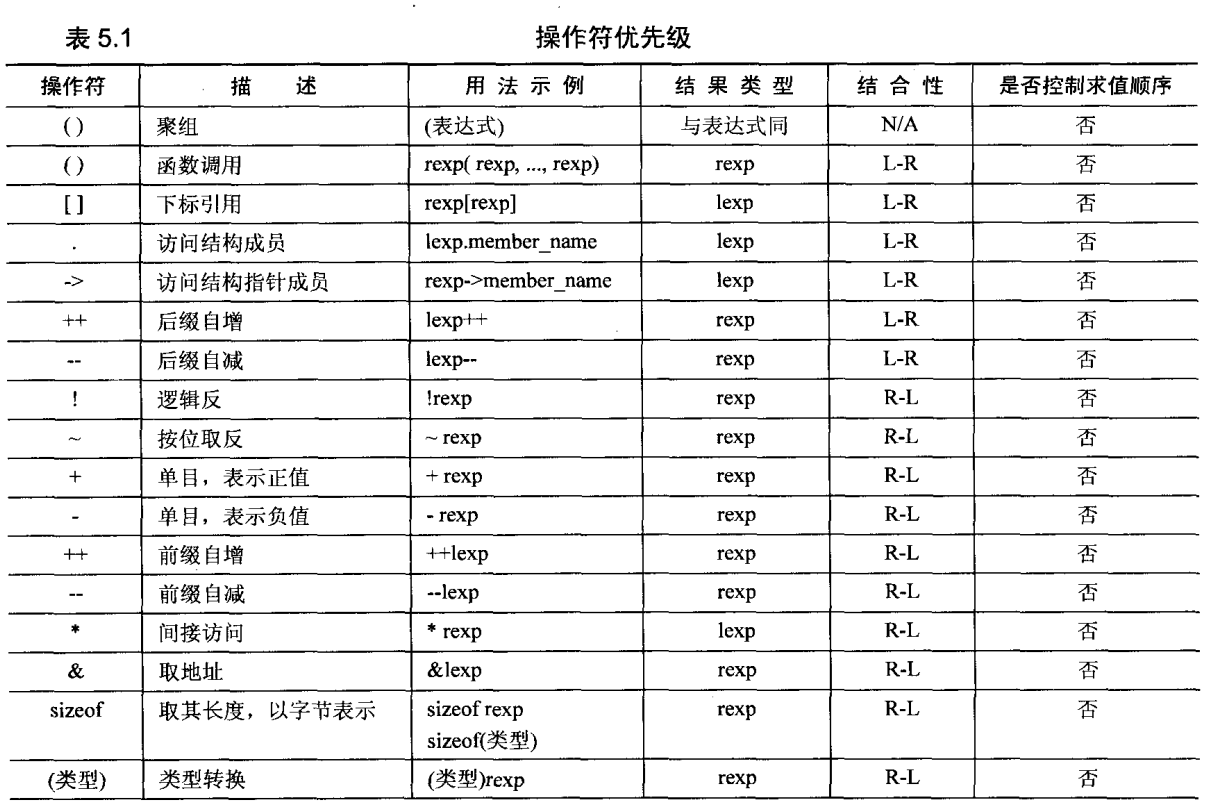 表 5.1 操作符优先级
操作符 描 述 用 法 示 例 结 果 类 型 结 合 性 是否控制求值顺序
( ) 聚组 (表达式) 与表达式同 N/A 否
( ) 函数调用 rexp( rexp, ..., rexp) rexp L-R 否
[ ] 下标引用 rexp[rexp] lexp L-R 否
. 访问结构成员 lexp.member_name lexp L-R 否
-> 访问结构指针成员 rexp->member_name lexp L-R 否
++ 后缀自增 lexp++ rexp L-R 否
-- 后缀自减 lexp-- rexp L-R 否
! 逻辑反 !rexp rexp R-L 否
~ 按位取反 ~ rexp rexp R-L 否
+ 单目，表示正值 + rexp rexp R-L 否
- 单目，表示负值 - rexp rexp R-L 否
++ 前缀自增 ++lexp rexp R-L 否
-- 前缀自减 --lexp rexp R-L 否
* 间接访问 * rexp lexp R-L 否
& 取地址 &lexp rexp R-L 否
sizeof 取其长度，以字节表示 sizeof rexp rexp R-L 否
sizeof(类型)
(类型) 类型转换 (类型)rexp rexp R-L 否